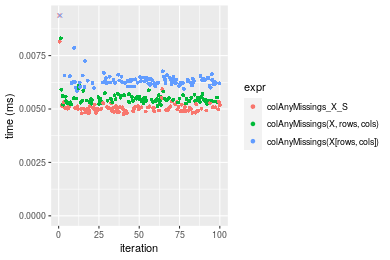 0.0075
0.0050
0.0025
0.0000
time (ms)
0 25 50 75 100
iteration
expr
colAnyMissings_X_S
colAnyMissings(X, rows, cols)
colAnyMissings(X[rows, cols])